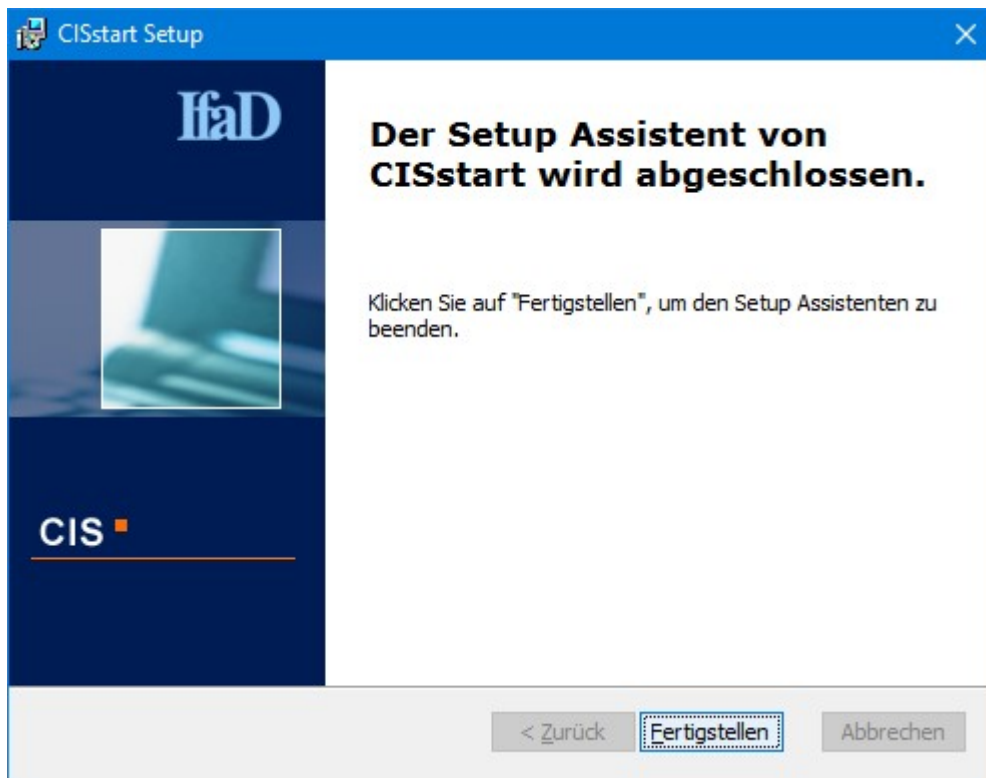 CISstart Setup
IfaD
Der Setup Assistent von
CISstart wird abgeschlossen.
Klicken Sie auf "Fertigstellen", um den Setup Assistenten zu
beenden.
CIS
< Zurück Fertigstellen Abbrechen